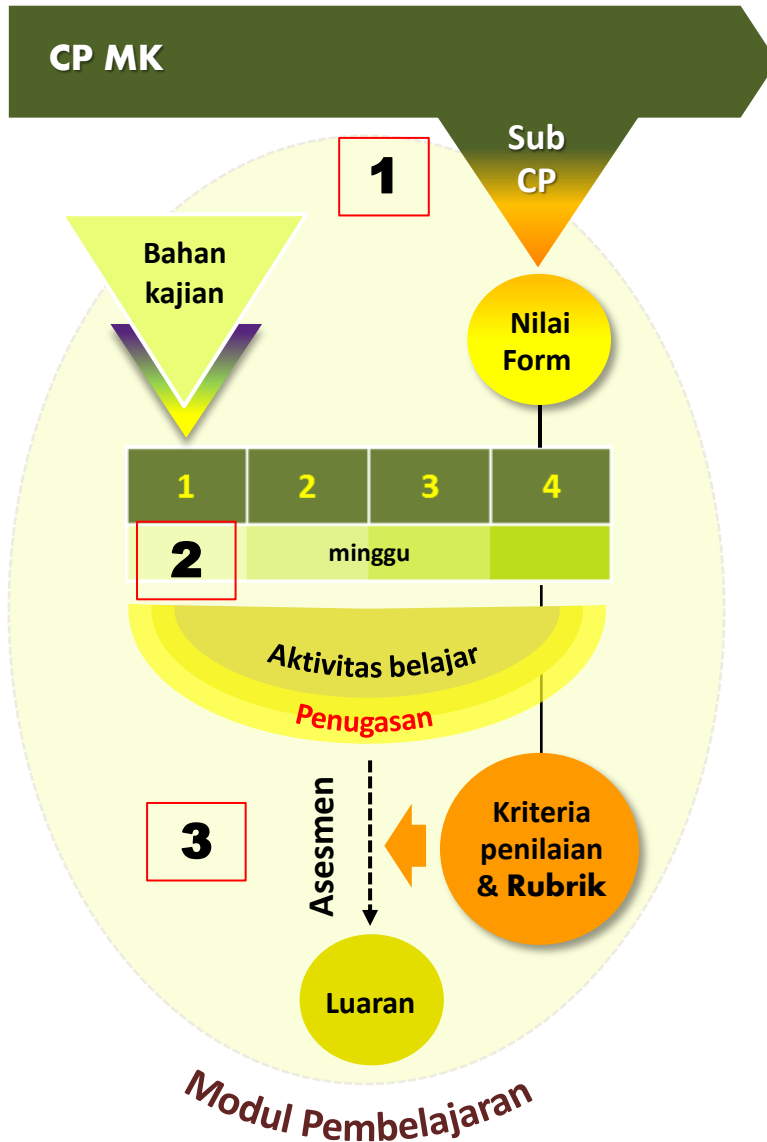 CP MK
Sub
CP
1
Bahan
kajian
Nilai
Form
1 2 3 4
2
minggu
Aktivitas belajar
Penugasan
Asesmen
3
Kriteria
penilaian
& Rubrik
Luaran
Modul Pembelajaran